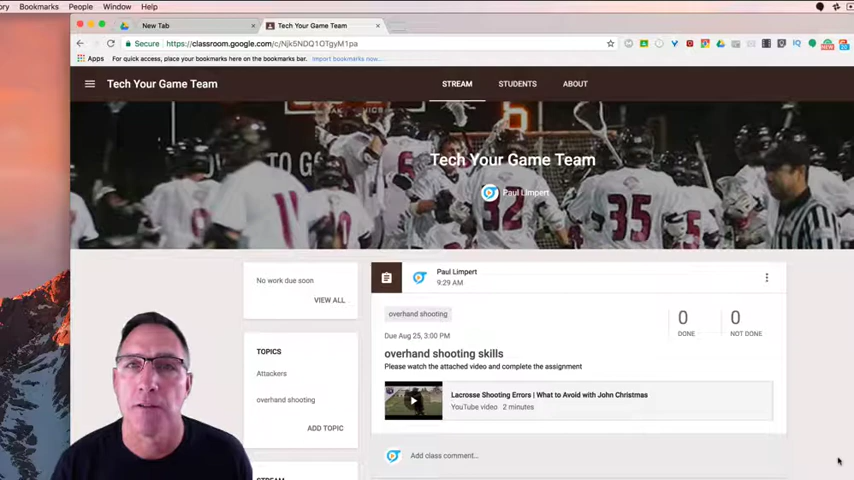 ory Bookmarks People Window Help
New Tab
Tech Your Game Team
Secure https://classroom.google.com/c/Njk5NDQ1OTgyM1pa
Apps For quick access, place your bookmarks here on the bookmarks bar. Import bookmarks now...
Tech Your Game Team
STREAM STUDENTS ABOUT
Tech Your Game Team
Paul Limpert
No work due soon
VIEW ALL
TOPICS
Attackers
overhand shooting
ADD TOPIC
STREAM
Paul Limpert
9:29 AM
overhand shooting
Due Aug 25, 3:00 PM
0 DONE
0 NOT DONE
overhand shooting skills
Please watch the attached video and complete the assignment
Lacrosse Shooting Errors | What to Avoid with John Christmas
YouTube video 2 minutes
Add class comment...